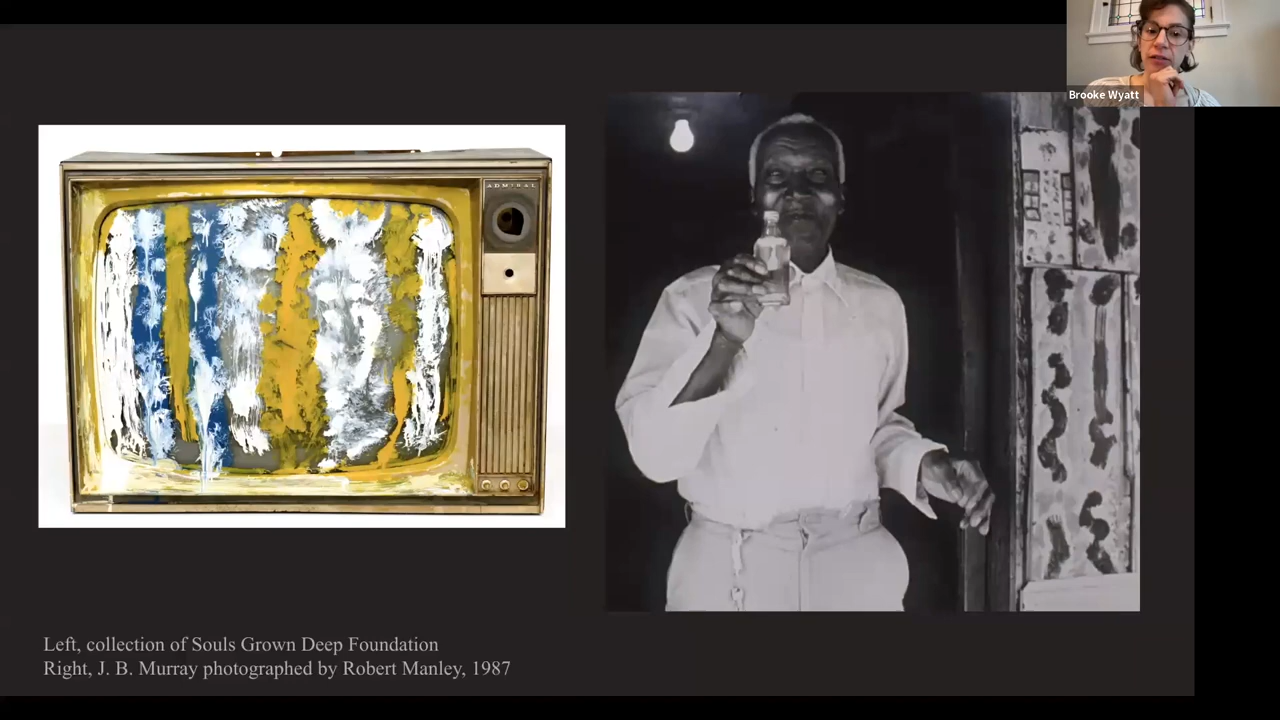 Brooke Wyatt
ADMIRAL
Left, collection of Souls Grown Deep Foundation
Right, J. B. Murray photographed by Robert Manley, 1987